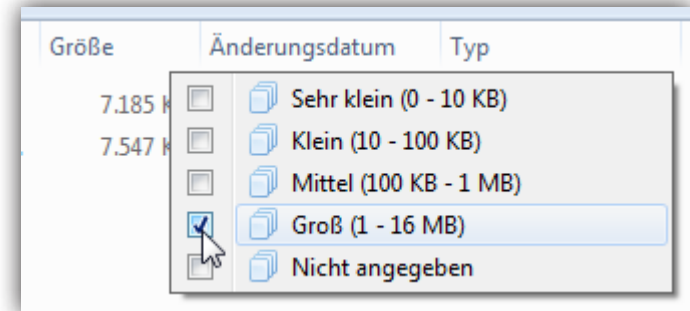 Größe Änderungsdatum Typ
7.185 K
Sehr klein (0 - 10 KB)
7.547 K
Klein (10 - 100 KB)
Mittel (100 KB - 1 MB)
Groß (1 - 16 MB)
Nicht angegeben